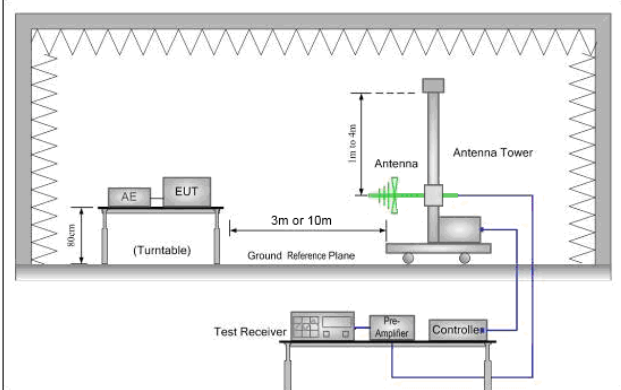 1m to 4m
Antenna
Antenna Tower
AE
EUT
3m or 10m
80cm
(Turntable)
Ground Reference Plane
Test Receiver
Pre-
Amplifier
Controller